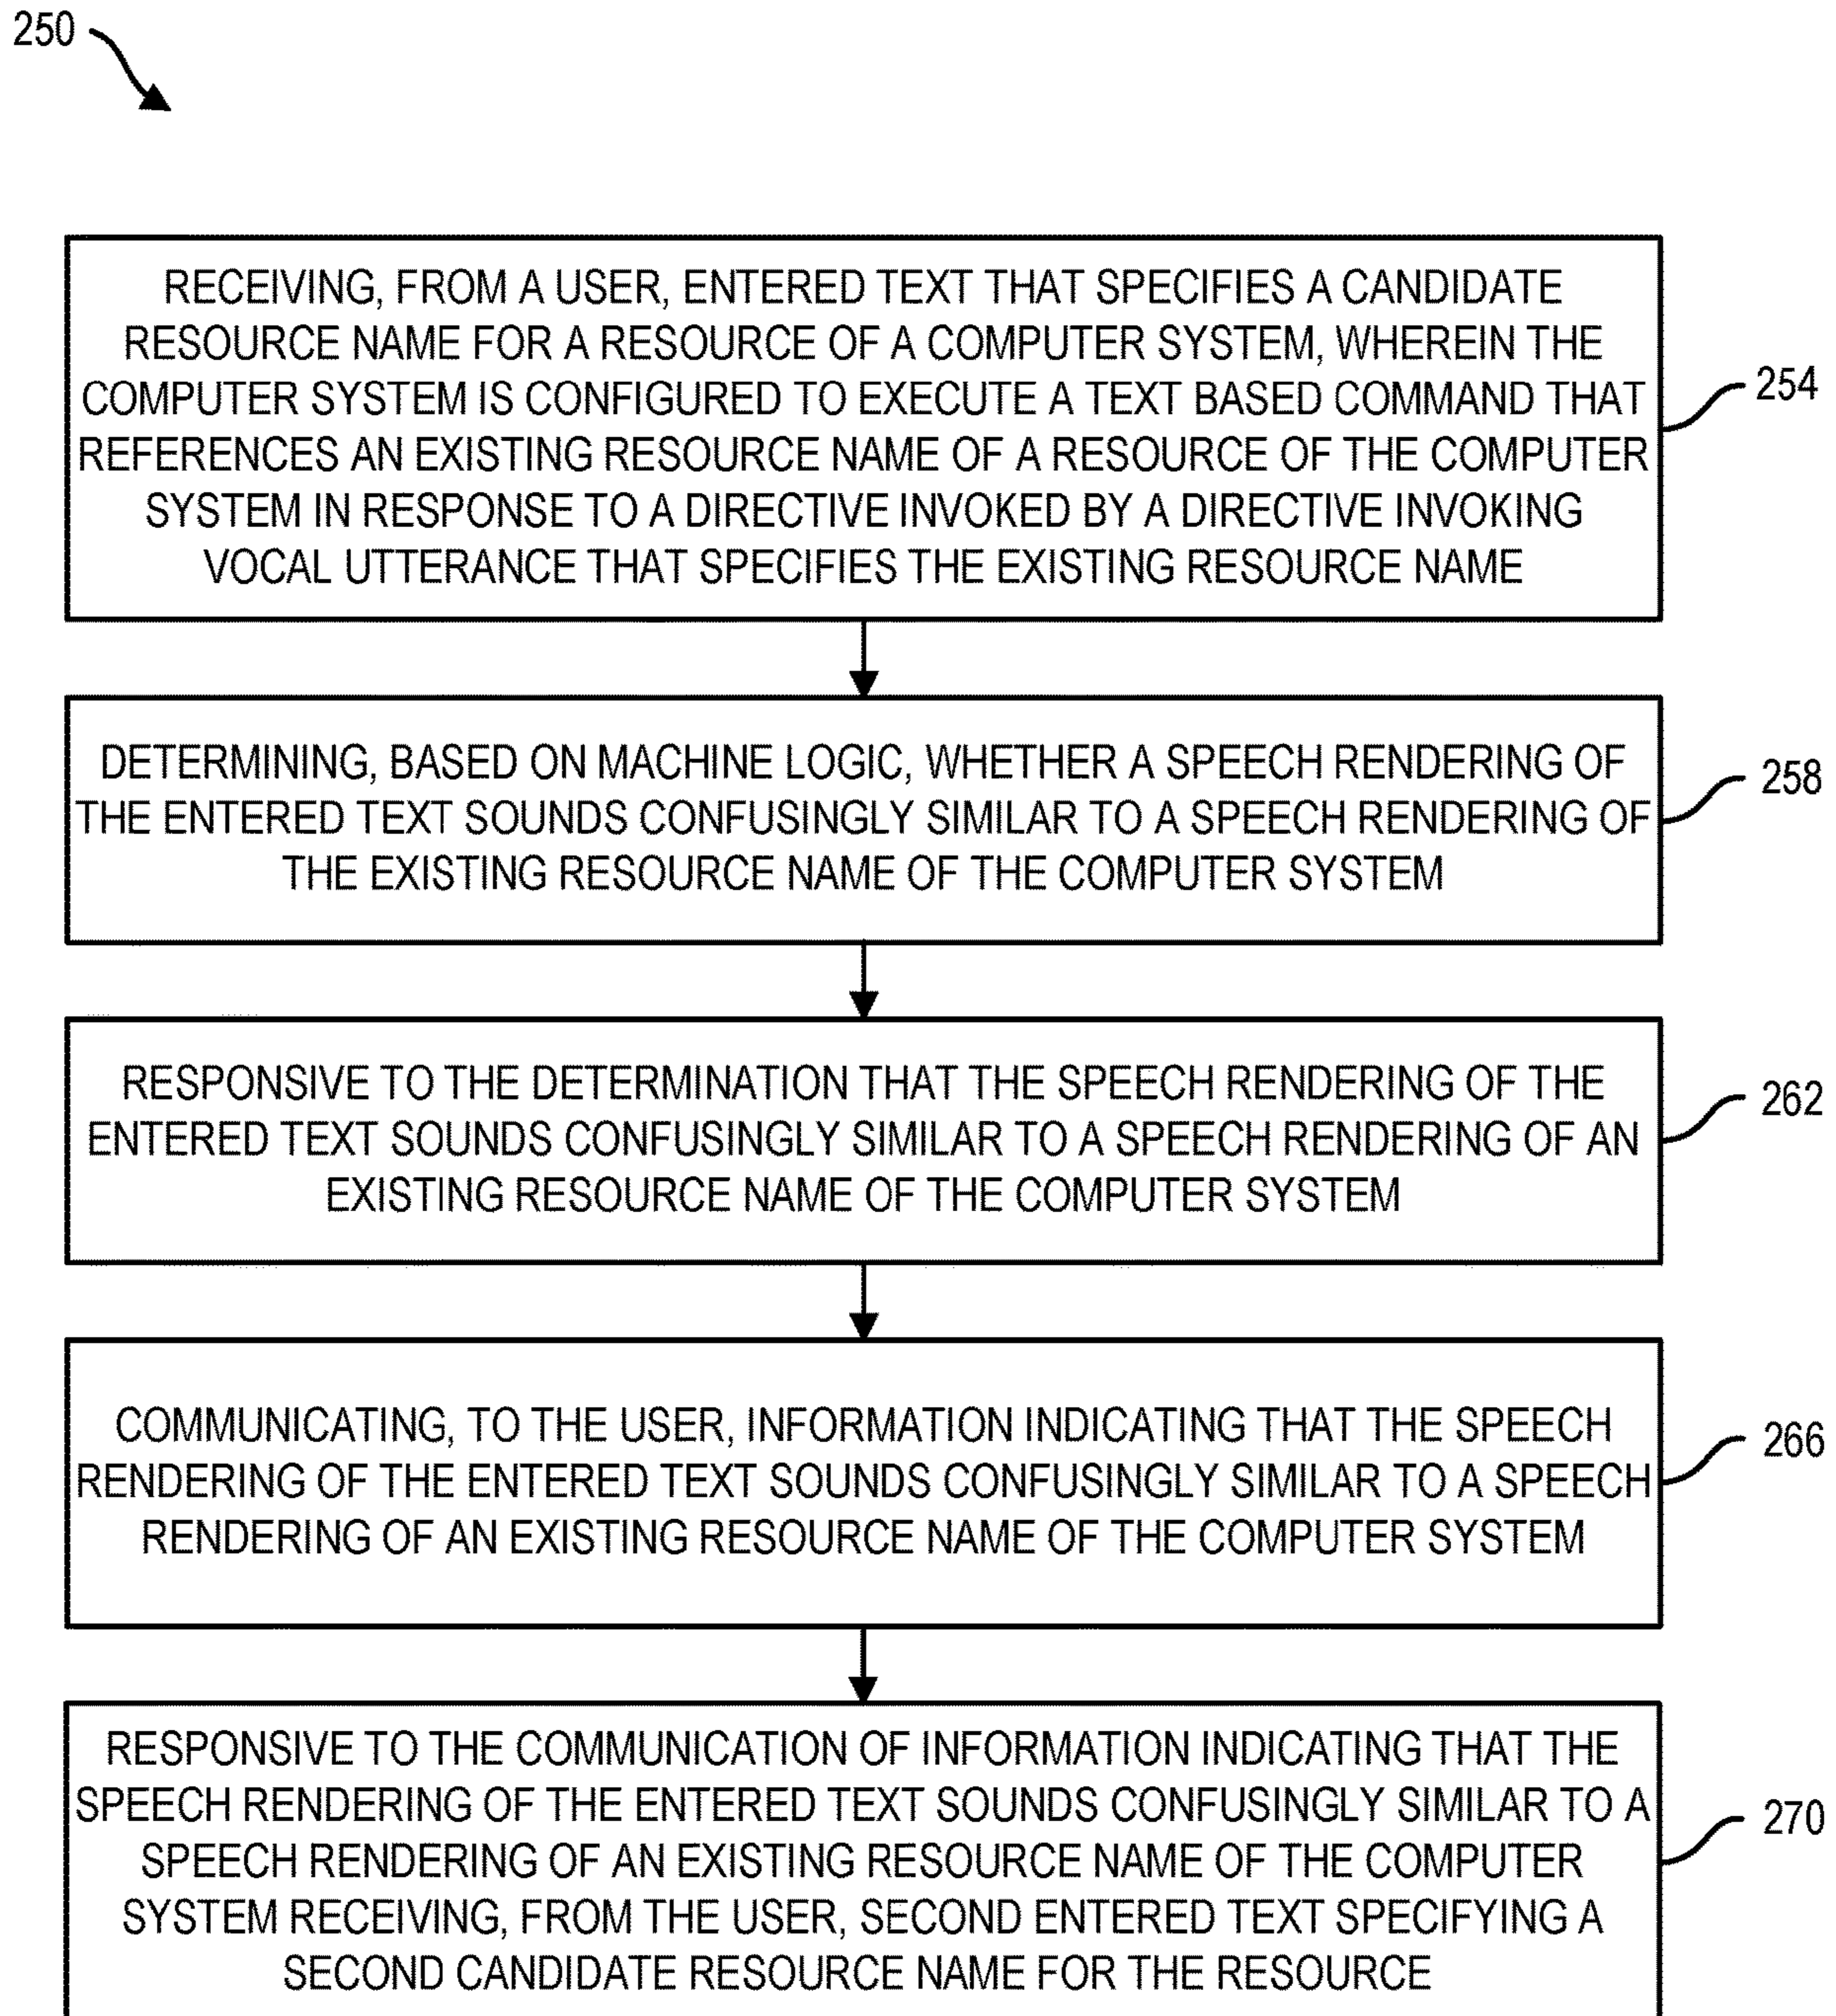 250
RECEIVING, FROM A USER, ENTERED TEXT THAT SPECIFIES A CANDIDATE
RESOURCE NAME FOR A RESOURCE OF A COMPUTER SYSTEM, WHEREIN THE
COMPUTER SYSTEM IS CONFIGURED TO EXECUTE A TEXT BASED COMMAND THAT
REFERENCES AN EXISTING RESOURCE NAME OF A RESOURCE OF THE COMPUTER
SYSTEM IN RESPONSE TO A DIRECTIVE INVOKED BY A DIRECTIVE INVOKING
VOCAL UTTERANCE THAT SPECIFIES THE EXISTING RESOURCE NAME
254
DETERMINING, BASED ON MACHINE LOGIC, WHETHER A SPEECH RENDERING OF
THE ENTERED TEXT SOUNDS CONFUSINGLY SIMILAR TO A SPEECH RENDERING OF
THE EXISTING RESOURCE NAME OF THE COMPUTER SYSTEM
258
RESPONSIVE TO THE DETERMINATION THAT THE SPEECH RENDERING OF THE
ENTERED TEXT SOUNDS CONFUSINGLY SIMILAR TO A SPEECH RENDERING OF AN
EXISTING RESOURCE NAME OF THE COMPUTER SYSTEM
262
COMMUNICATING, TO THE USER, INFORMATION INDICATING THAT THE SPEECH
RENDERING OF THE ENTERED TEXT SOUNDS CONFUSINGLY SIMILAR TO A SPEECH
RENDERING OF AN EXISTING RESOURCE NAME OF THE COMPUTER SYSTEM
266
RESPONSIVE TO THE COMMUNICATION OF INFORMATION INDICATING THAT THE
SPEECH RENDERING OF THE ENTERED TEXT SOUNDS CONFUSINGLY SIMILAR TO A
SPEECH RENDERING OF AN EXISTING RESOURCE NAME OF THE COMPUTER
SYSTEM RECEIVING, FROM THE USER, SECOND ENTERED TEXT SPECIFYING A
SECOND CANDIDATE RESOURCE NAME FOR THE RESOURCE
270